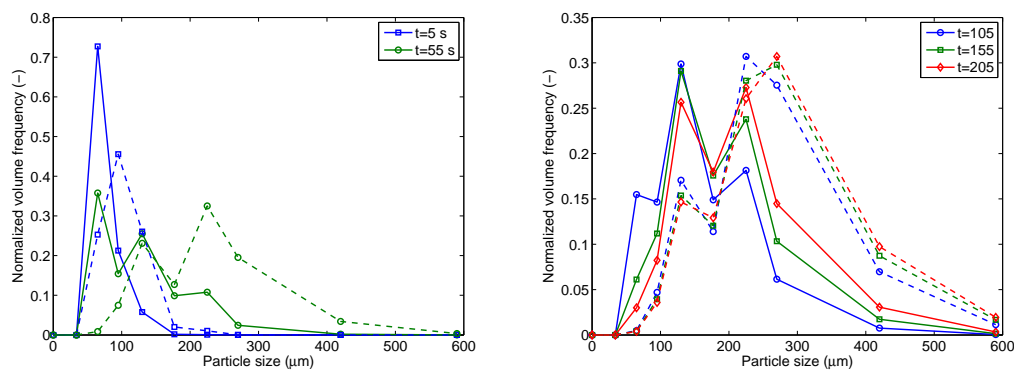 0.8
0.7
0.6
0.5
0.4
0.3
0.2
0.1
0
Normalized volume frequency (−)
0 100 200 300 400 500 600
Particle size (μm)
t=5 s
t=55 s
0.35
0.3
0.25
0.2
0.15
0.1
0.05
0
Normalized volume frequency (−)
0 100 200 300 400 500 600
Particle size (μm)
t=105
t=155
t=205